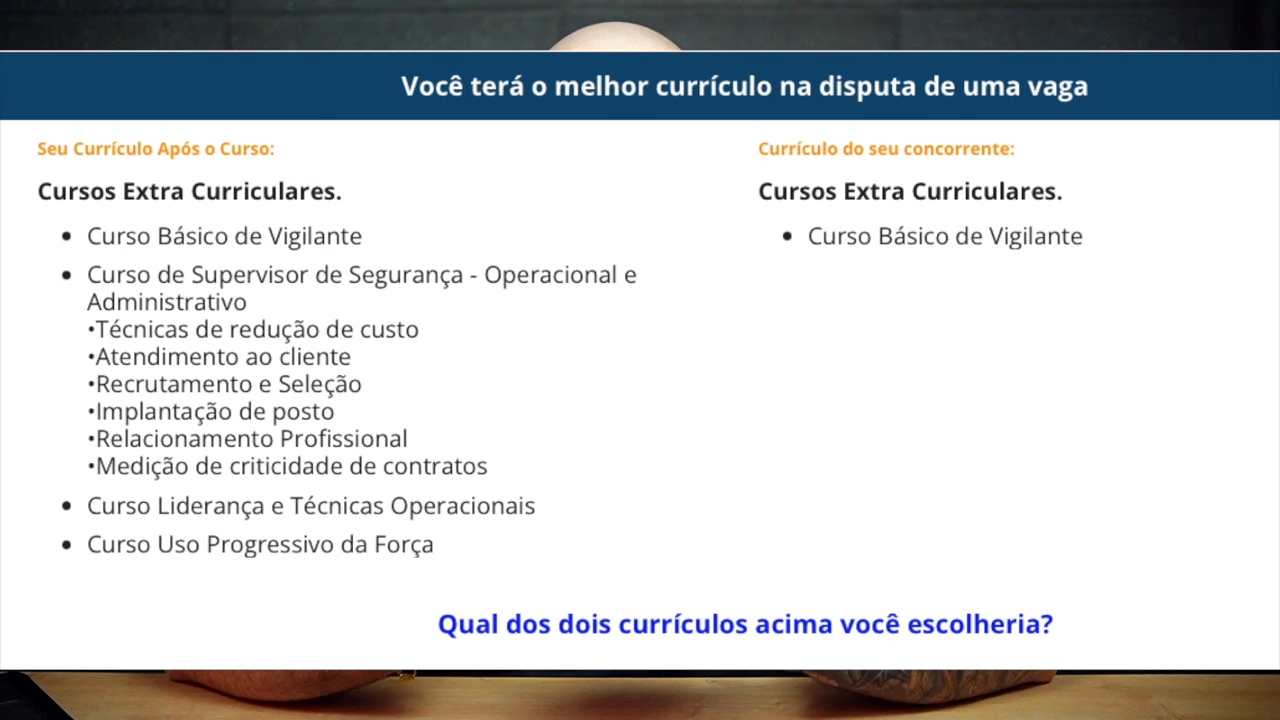 Você terá o melhor currículo na disputa de uma vaga
Seu Currículo Após o Curso:
Cursos Extra Curriculares.
• Curso Básico de Vigilante
• Curso de Supervisor de Segurança - Operacional e
Administrativo
•Técnicas de redução de custo
•Atendimento ao cliente
•Recrutamento e Seleção
•Implantação de posto
•Relacionamento Profissional
•Medição de criticidade de contratos
• Curso Liderança e Técnicas Operacionais
• Curso Uso Progressivo da Força
Currículo do seu concorrente:
Cursos Extra Curriculares.
• Curso Básico de Vigilante
Qual dos dois currículos acima você escolheria?